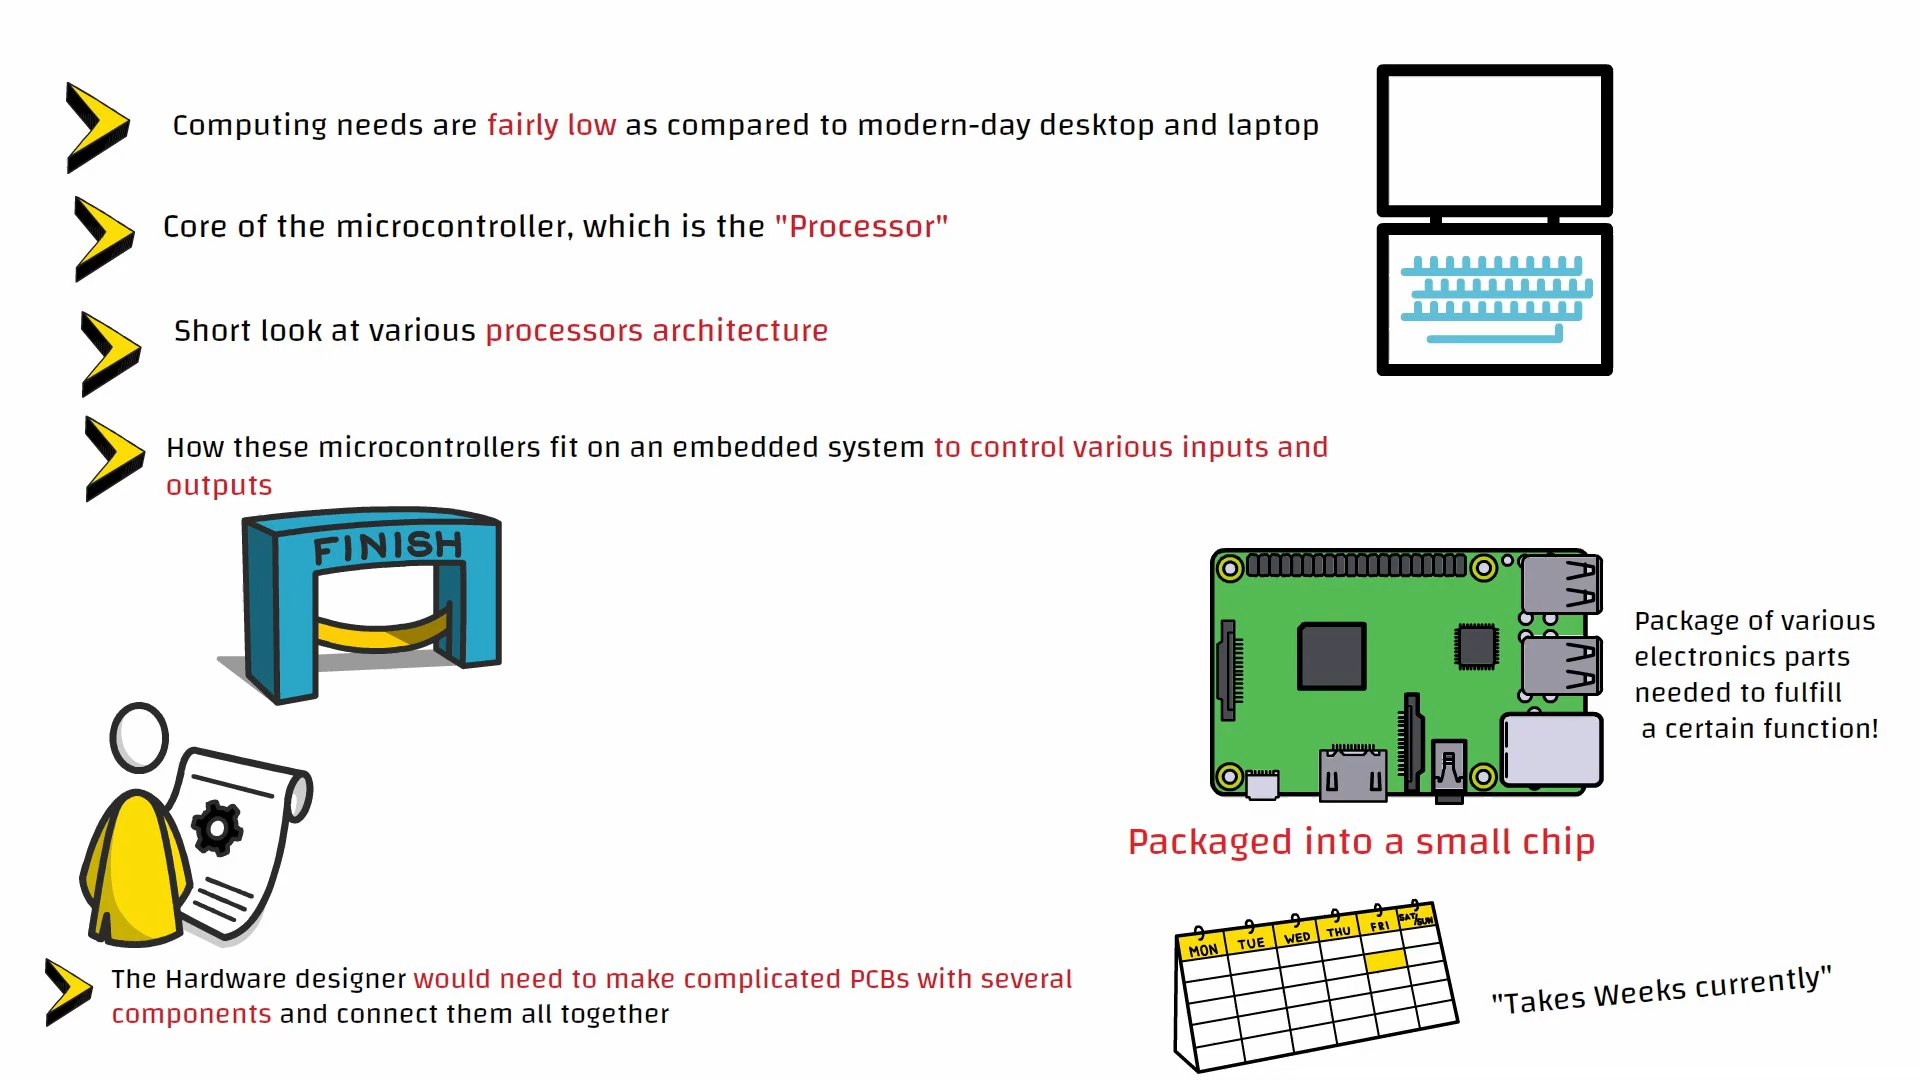 Computing needs are fairly low as compared to modern-day desktop and laptop
Core of the microcontroller, which is the "Processor"
Short look at various processors architecture
How these microcontrollers fit on an embedded system to control various inputs and
outputs
FINISH
Package of various
electronics parts
needed to fulfill
a certain function!
Packaged into a small chip
MON TUE WED THU FRI SAT/SUN
"Takes Weeks currently"
The Hardware designer would need to make complicated PCBs with several
components and connect them all together